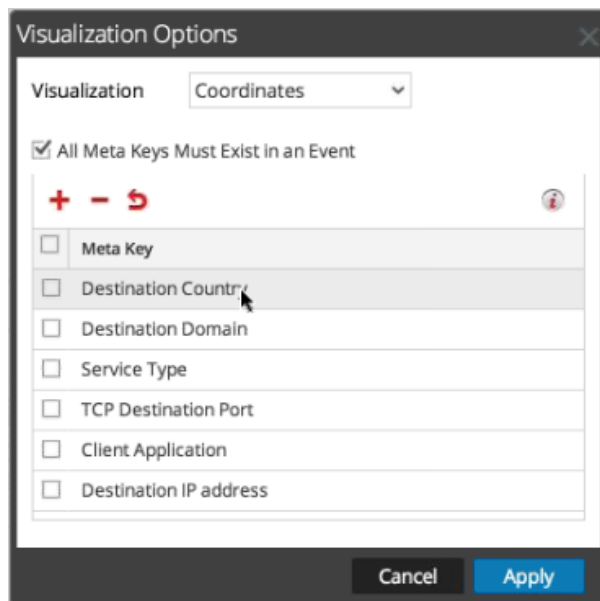 Visualization Options
Visualization Coordinates
All Meta Keys Must Exist in an Event
Meta Key
Destination Country
Destination Domain
Service Type
TCP Destination Port
Client Application
Destination IP address
Cancel Apply